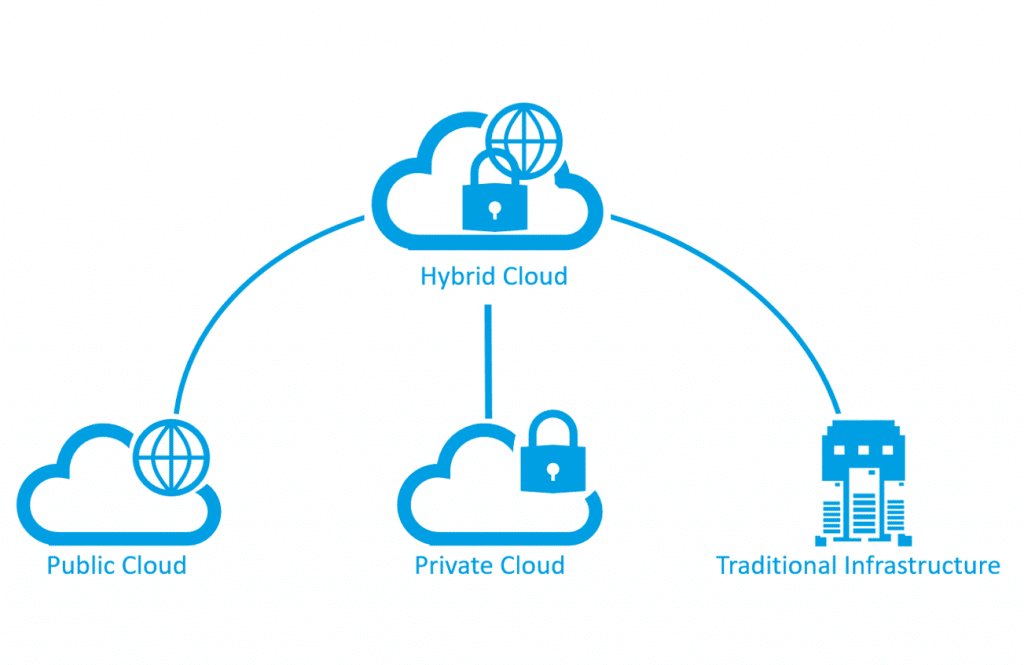 Hybrid Cloud
Public Cloud
Private Cloud
Traditional Infrastructure